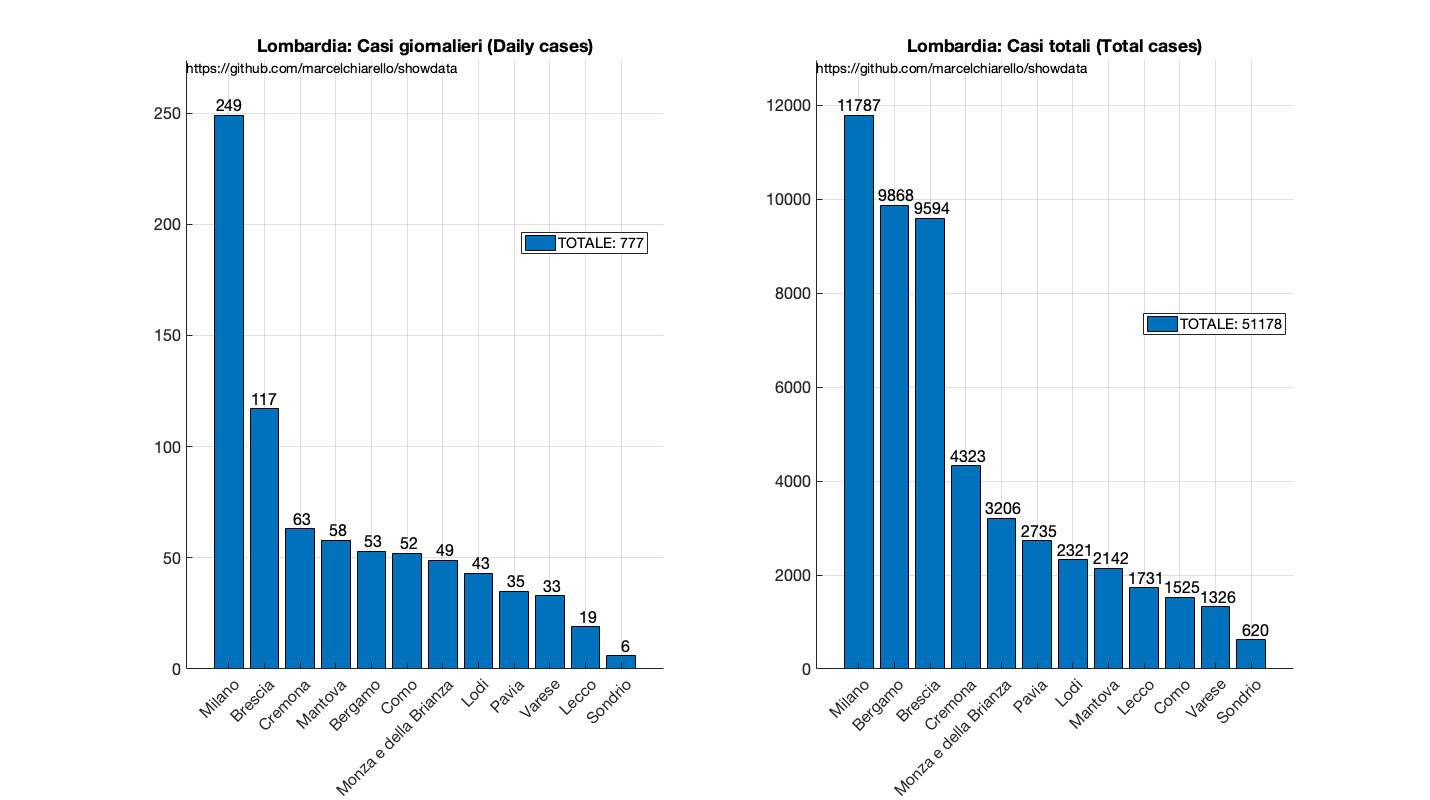 Lombardia: Casi giornalieri (Daily cases)
https://github.com/marcelchiarello/showdata
250
200
150
100
50
0
249
117
63
58
53
52
49
43
35
33
19
6
TOTALE: 777
Milano
Brescia
Cremona
Mantova
Bergamo
Como
Monza e della Brianza
Lodi
Pavia
Varese
Lecco
Sondrio
Lombardia: Casi totali (Total cases)
https://github.com/marcelchiarello/showdata
12000
10000
8000
6000
4000
2000
0
11787
9868
9594
4323
3206
2735
2321
2142
1731
1525
1326
620
TOTALE: 51178
Milano
Bergamo
Brescia
Cremona
Monza e della Brianza
Pavia
Lodi
Mantova
Lecco
Como
Varese
Sondrio